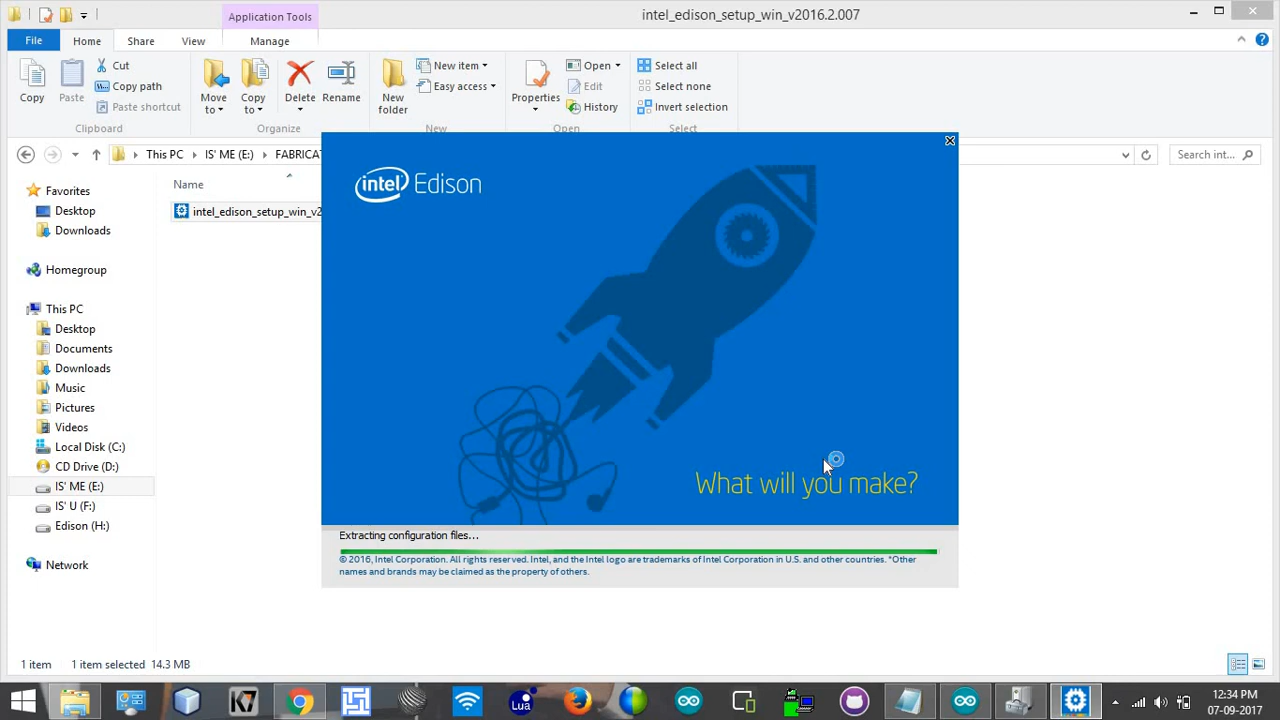 Application Tools
intel_edison_setup_win_v2016.2.007
File
Home
Share
View
Manage
Copy
Paste
Cut
Copy path
Paste shortcut
Move to
Copy to
Delete
Rename
New folder
New item
Easy access
Properties
Open
Edit
History
Select all
Select none
Invert selection
Clipboard
Organize
New
Open
Select
This PC
IS' ME (E:)
FABRICAT
Search int...
Favorites
Desktop
Downloads
Homegroup
This PC
Desktop
Documents
Downloads
Music
Pictures
Videos
Local Disk (C:)
CD Drive (D:)
IS' ME (E:)
IS' U (F:)
Edison (H:)
Network
Name
intel_edison_setup_win_v2
intel Edison
What will you make?
Extracting configuration files...
© 2016, Intel Corporation. All rights reserved. Intel, and the Intel logo are trademarks of Intel Corporation in U.S. and other countries. *Other
names and brands may be claimed as the property of others.
1 item
1 item selected
14.3 MB
K7
Lua
12:34 PM
07-09-2017